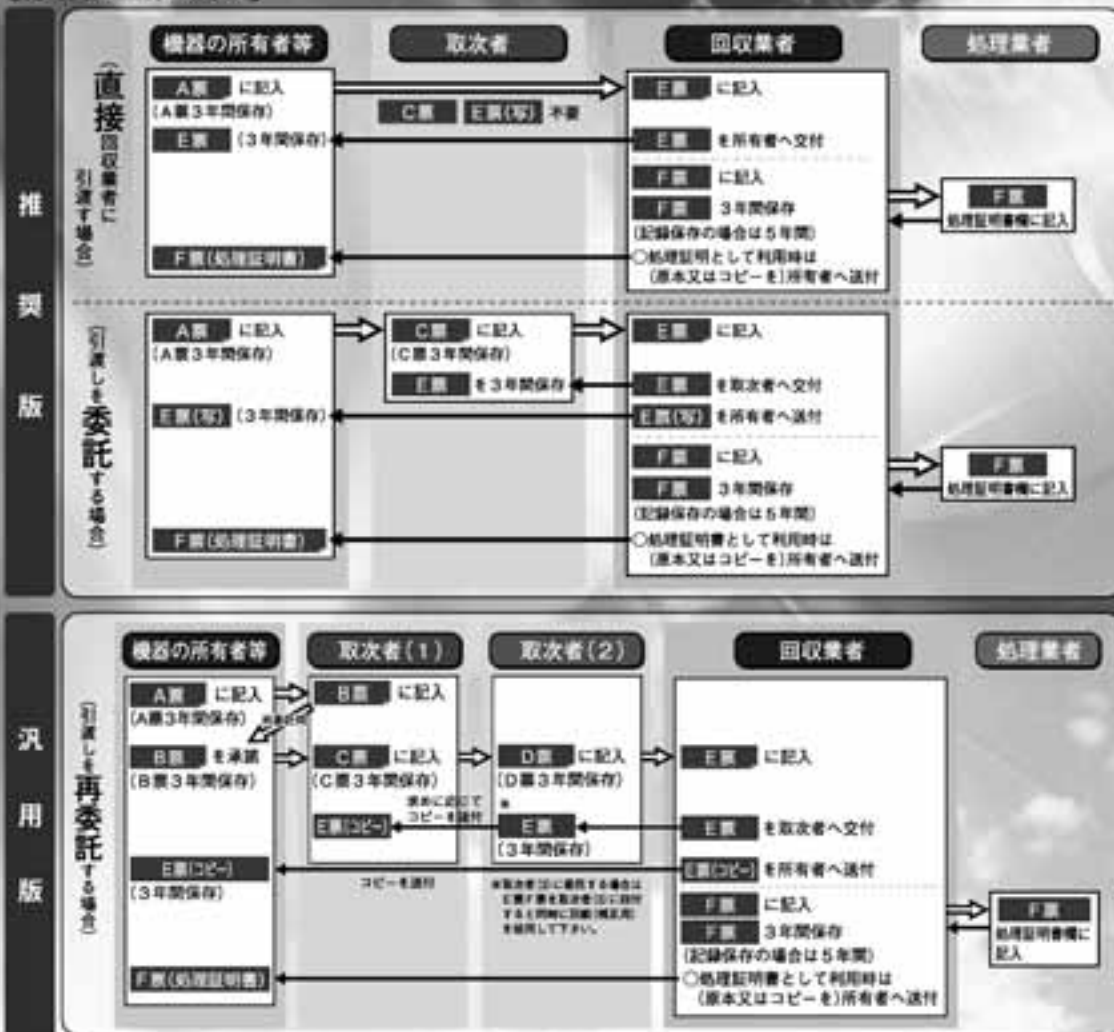 推奨版
機器の所有者等
取次者
回収業者
処理業者
(直接回収業者に引渡す場合)
A票 に記入
(A票3年間保存)
E票 (3年間保存)
F票(処理証明書)
C票 E票(写) 不要
E票 に記入
E票 を所有者へ交付
F票 に記入
F票 3年間保存
(記録保存の場合は5年間)
○処理証明として利用時は
(原本又はコピーを)所有者へ送付
F票
処理証明書欄に記入
(引渡しを委託する場合)
A票 に記入
(A票3年間保存)
E票(写) (3年間保存)
F票(処理証明書)
C票 に記入
(C票3年間保存)
E票 を3年間保存
E票 に記入
E票 を取次者へ交付
E票(写) を所有者へ送付
F票 に記入
F票 3年間保存
(記録保存の場合は5年間)
○処理証明書として利用時は
(原本又はコピーを)所有者へ送付
F票
処理証明書欄に記入
汎用版
機器の所有者等
取次者(1)
取次者(2)
回収業者
処理業者
(引渡しを再委託する場合)
A票 に記入
(A票3年間保存)
B票 を承諾
(B票3年間保存)
E票(コピー)
(3年間保存)
F票(処理証明書)
B票 に記入
C票 に記入
(C票3年間保存)
求めに応じて
コピーを送付
E票(コピー)
コピーを送付
D票 に記入
(D票3年間保存)
※
E票
(3年間保存)
E票 に記入
E票 を取次者へ交付
E票(コピー) を所有者へ送付
F票 に記入
F票 3年間保存
(記録保存の場合は5年間)
○処理証明書として利用時は
(原本又はコピーを)所有者へ送付
F票
処理証明書欄に
記入